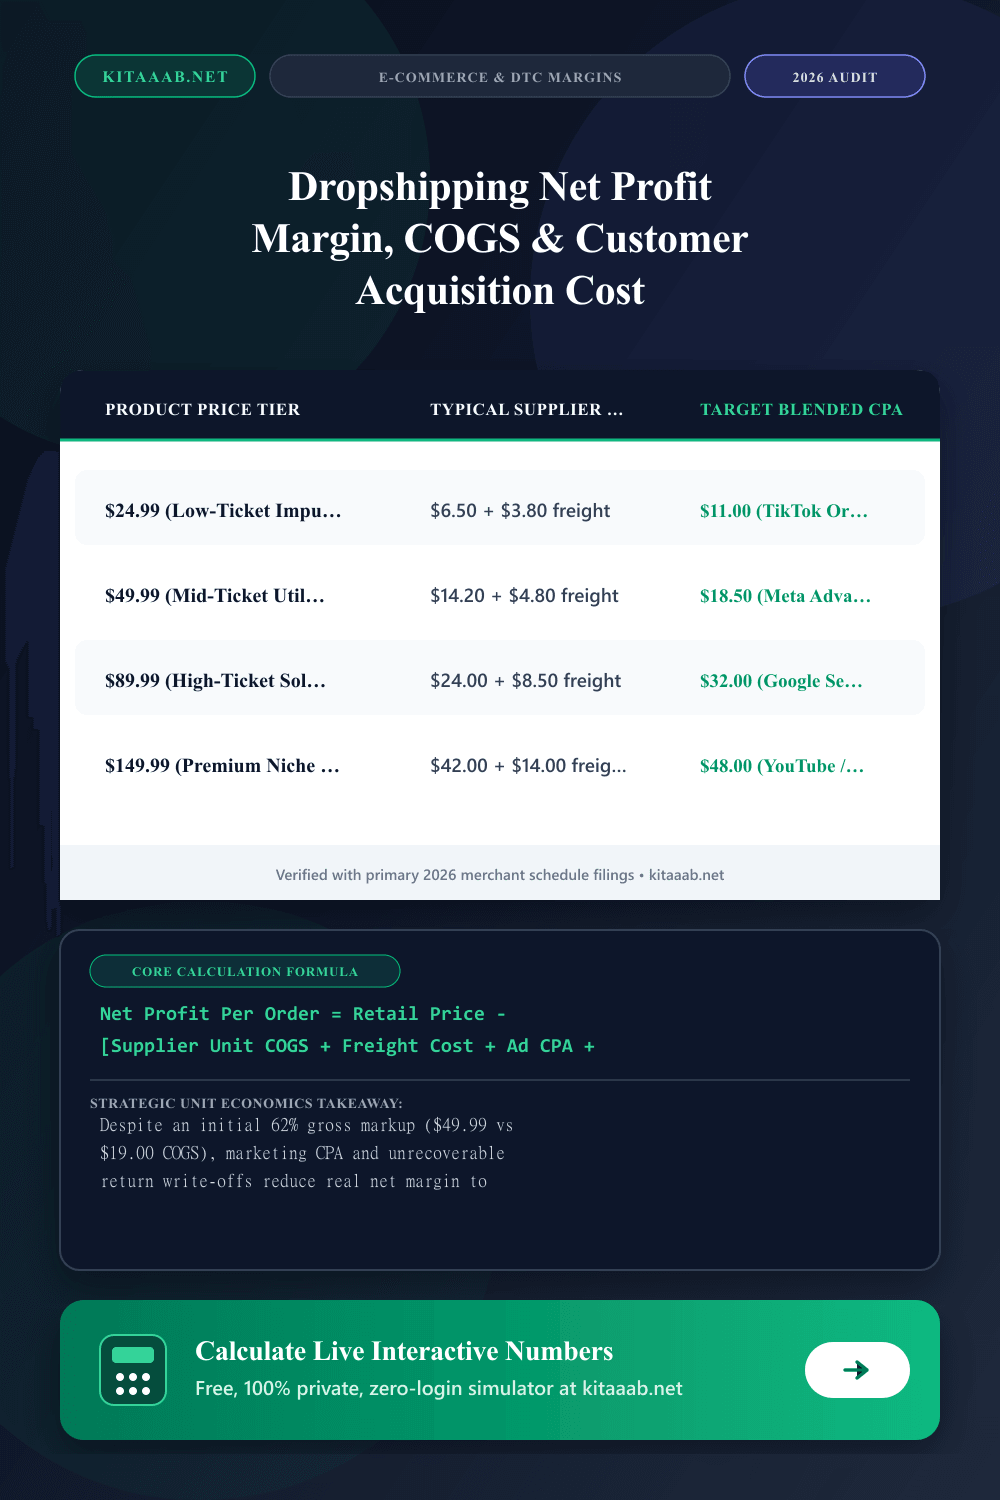 KITAAAB.NET
E-COMMERCE & DTC MARGINS
2026 AUDIT
Dropshipping Net Profit
Margin, COGS & Customer
Acquisition Cost
PRODUCT PRICE TIER TYPICAL SUPPLIER ... TARGET BLENDED CPA
$24.99 (Low-Ticket Impu... $6.50 + $3.80 freight $11.00 (TikTok Or...
$49.99 (Mid-Ticket Util... $14.20 + $4.80 freight $18.50 (Meta Adva...
$89.99 (High-Ticket Sol... $24.00 + $8.50 freight $32.00 (Google Se...
$149.99 (Premium Niche ... $42.00 + $14.00 freig... $48.00 (YouTube /...
Verified with primary 2026 merchant schedule filings • kitaaab.net
CORE CALCULATION FORMULA
Net Profit Per Order = Retail Price -
[Supplier Unit COGS + Freight Cost + Ad CPA +
STRATEGIC UNIT ECONOMICS TAKEAWAY:
Despite an initial 62% gross markup ($49.99 vs
$19.00 COGS), marketing CPA and unrecoverable
return write-offs reduce real net margin to
Calculate Live Interactive Numbers
Free, 100% private, zero-login simulator at kitaaab.net